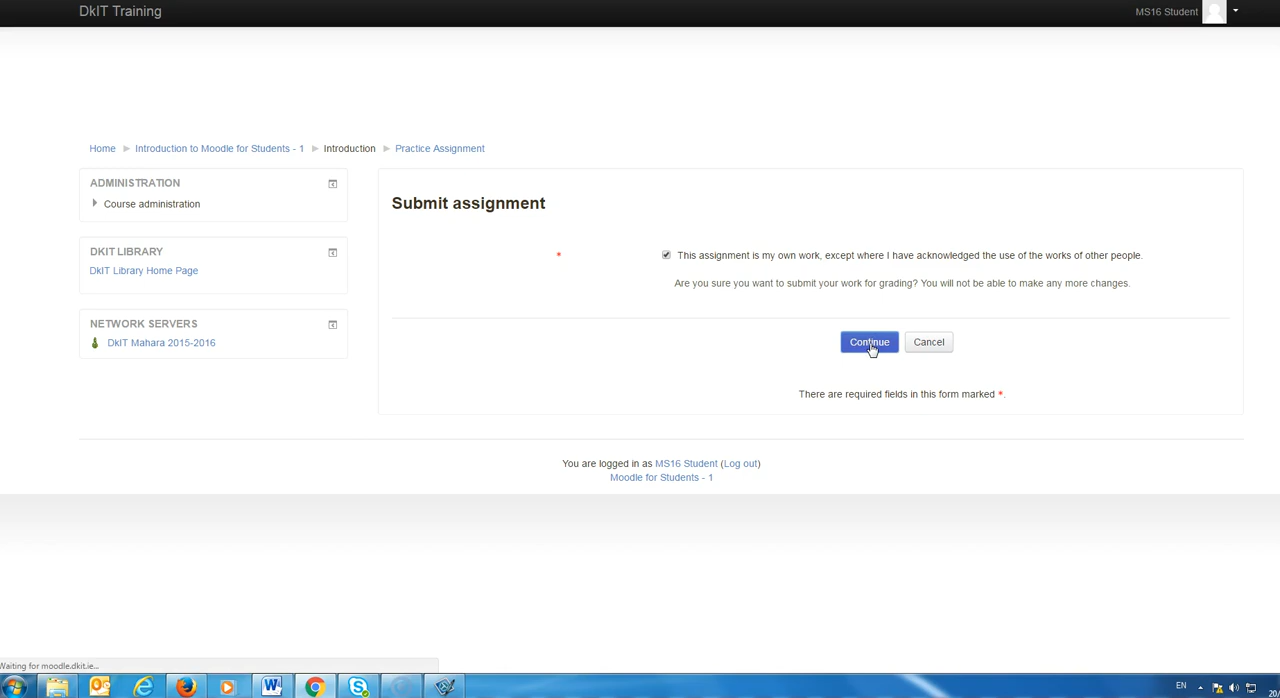 DkIT Training
MS16 Student
Home Introduction to Moodle for Students - 1 Introduction Practice Assignment
ADMINISTRATION
Course administration
DKIT LIBRARY
DkIT Library Home Page
NETWORK SERVERS
DkIT Mahara 2015-2016
Submit assignment
* This assignment is my own work, except where I have acknowledged the use of the works of other people.
Are you sure you want to submit your work for grading? You will not be able to make any more changes.
Continue Cancel
There are required fields in this form marked *.
You are logged in as MS16 Student (Log out)
Moodle for Students - 1
Waiting for moodle.dkit.ie...
EN